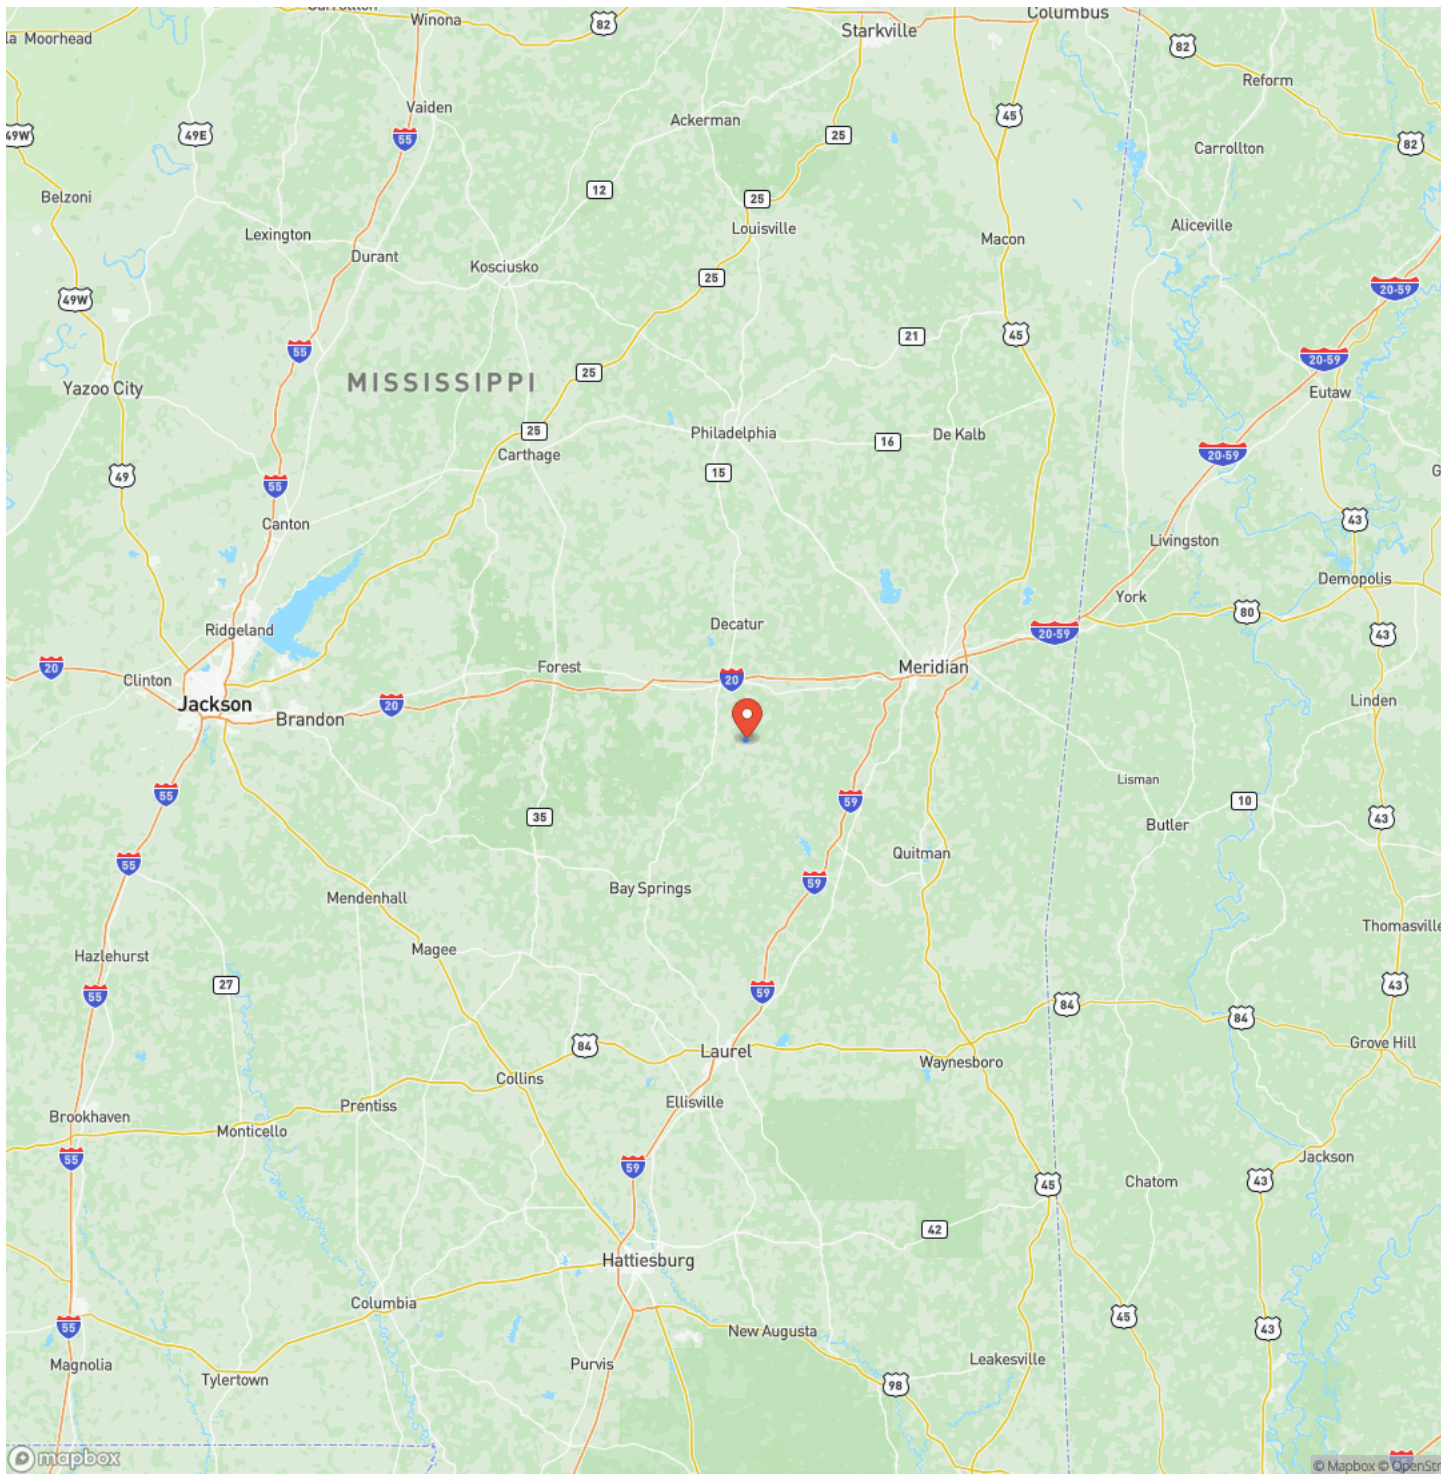 Carrollton
Winona
82
Columbus
Starkville
la Moorhead
82
Reform
Vaiden
45
Ackerman
49W
49E
55
25
82
Carrollton
12
25
Belzoni
Louisville
Aliceville
Lexington
Macon
Durant
Kosciusko
25
20-59
49W
45
21
55
20-59
25
MISSISSIPPI
Yazoo City
Eutaw
25
Philadelphia
De Kalb
16
Carthage
20-59
15
G
49
55
Canton
43
Livingston
Demopolis
York
80
Decatur
Ridgeland
20-59
43
20
Forest
Meridian
Clinton
20
Jackson
20
Brandon
Linden
Lisman
55
59
10
35
43
Butler
55
Quitman
59
Bay Springs
Mendenhall
Thomasville
Magee
Hazlehurst
27
43
55
59
84
84
84
Grove Hill
Laurel
Waynesboro
Collins
Ellisville
Prentiss
Brookhaven
Monticello
55
Jackson
59
Chatom
43
45
42
Hattiesburg
Columbia
45
55
43
New Augusta
Leakesville
Magnolia
Purvis
Tylertown
98
mapbox
© Mapbox © OpenStr